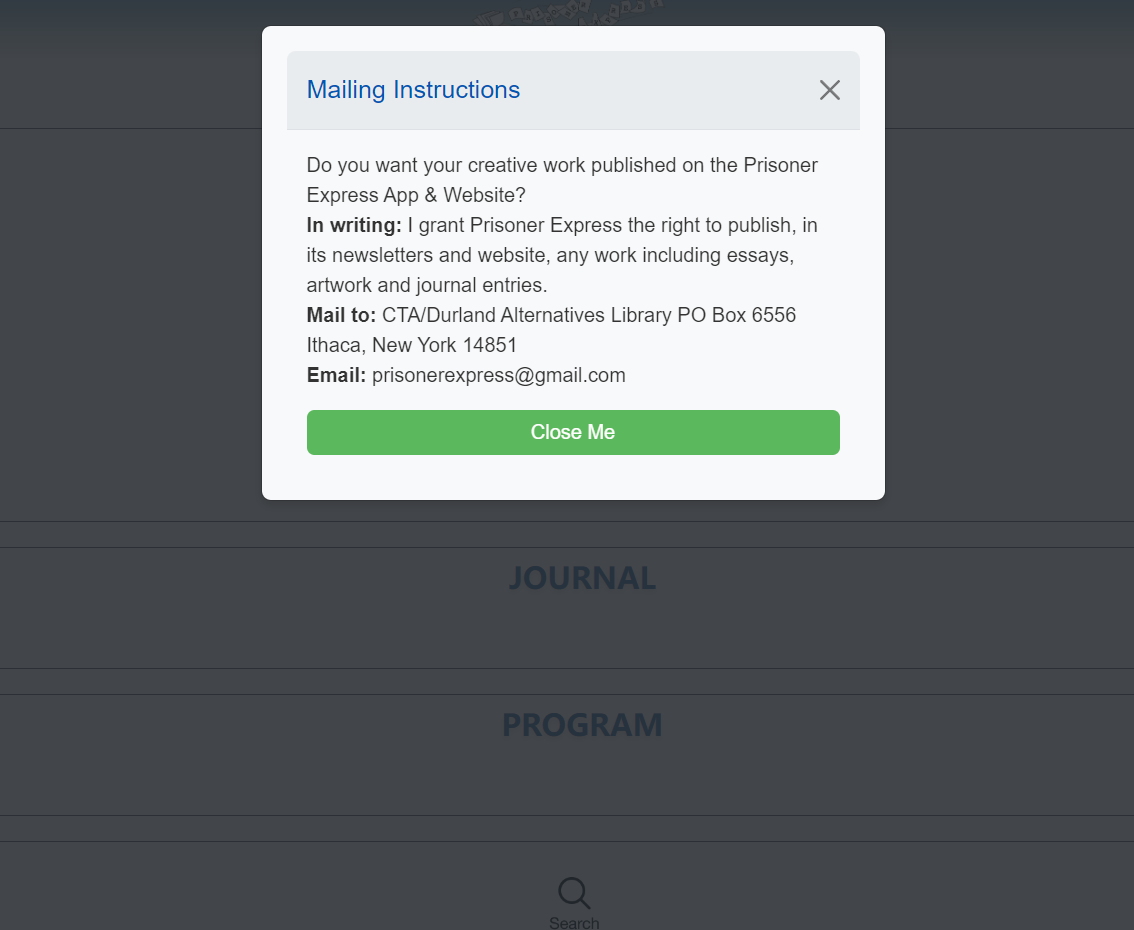 Mailing Instructions
Do you want your creative work published on the Prisoner
Express App & Website?
In writing: I grant Prisoner Express the right to publish, in
its newsletters and website, any work including essays,
artwork and journal entries.
Mail to: CTA/Durland Alternatives Library PO Box 6556
Ithaca, New York 14851
Email: prisonerexpress@gmail.com
Close Me
JOURNAL
PROGRAM
Search